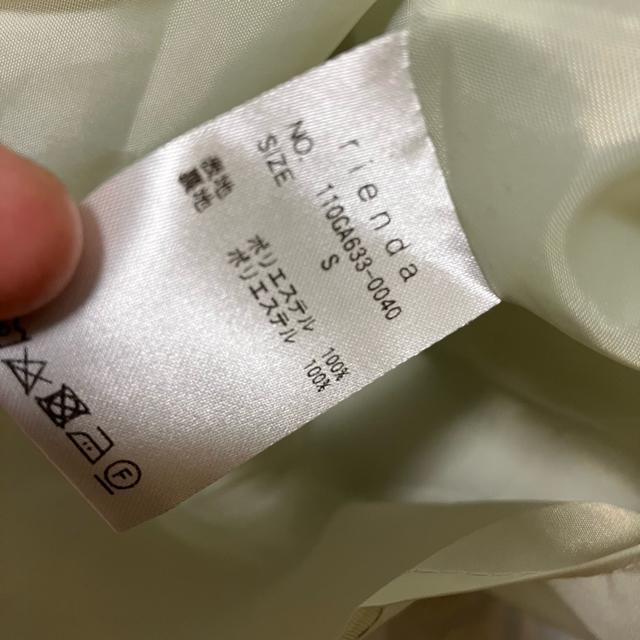 rienda
NO. 110GA633-0040
SIZE S
表地 ポリエステル 100%
裏地 ポリエステル 100%
F